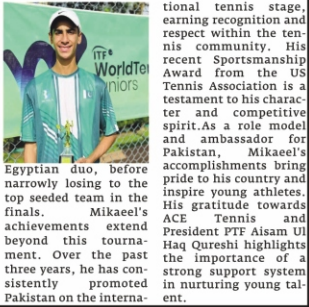 ITF
WorldTen
uniors
Egyptian duo, before
narrowly losing to the
top seeded team in the
finals. Mikaeel's
achievements extend
beyond this tourna-
ment. Over the past
three years, he has con-
sistently promoted
Pakistan on the interna-
tional tennis stage,
earning recognition and
respect within the ten-
nis community. His
recent Sportsmanship
Award from the US
Tennis Association is a
testament to his charac-
ter and competitive
spirit.As a role model
and ambassador for
Pakistan, Mikaeel's
accomplishments bring
pride to his country and
inspire young athletes.
His gratitude towards
ACE Tennis and
President PTF Aisam Ul
Haq Qureshi highlights
the importance of a
strong support system
in nurturing young tal-
ent.